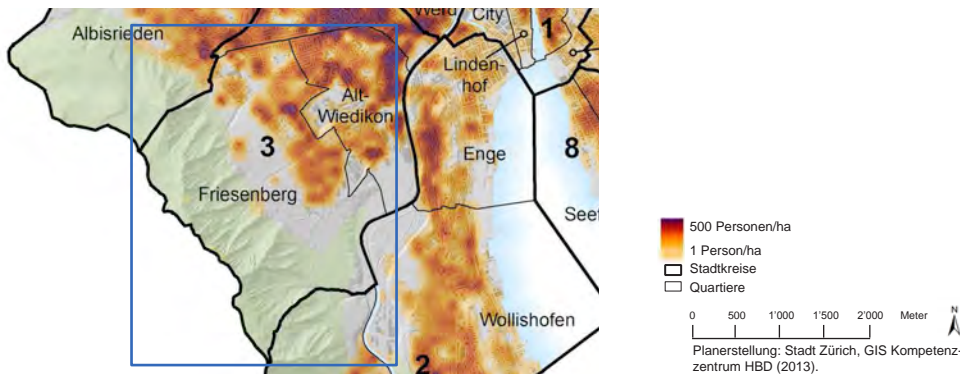 Albisrieden
Werd
City
1
Linden-
hof
Alt-
Wiedikon
3
Enge
8
Friesenberg
Seef
Wollishofen
2
500 Personen/ha
1 Person/ha
Stadtkreise
Quartiere
0 500 1'000 1'500 2'000 Meter
N
Planerstellung: Stadt Zürich, GIS Kompetenz-
zentrum HBD (2013).